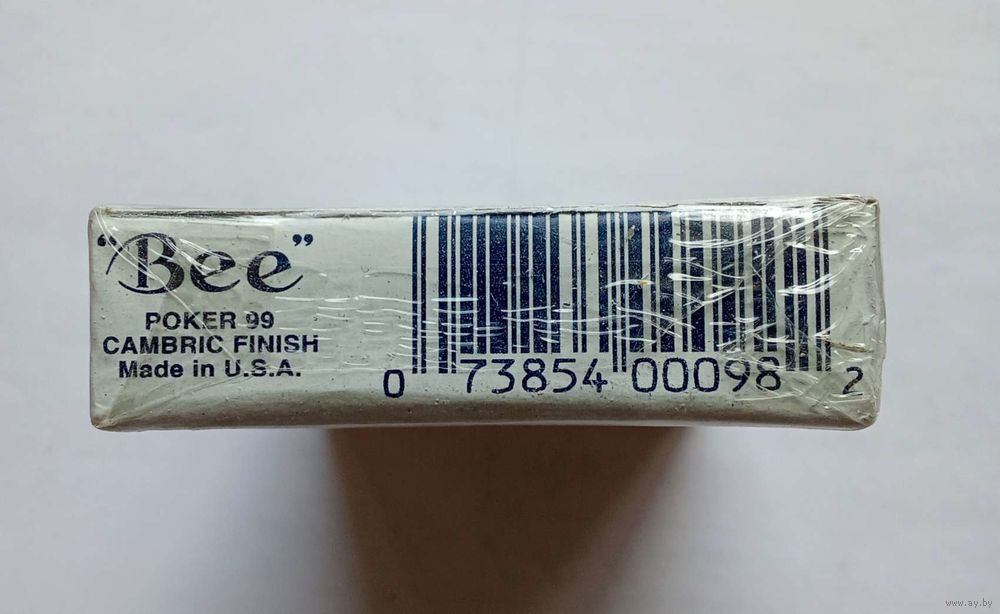 "Bee"
POKER 99
CAMBRIC FINISH
Made in U.S.A.
0 73854 00098 2
www.ay.by